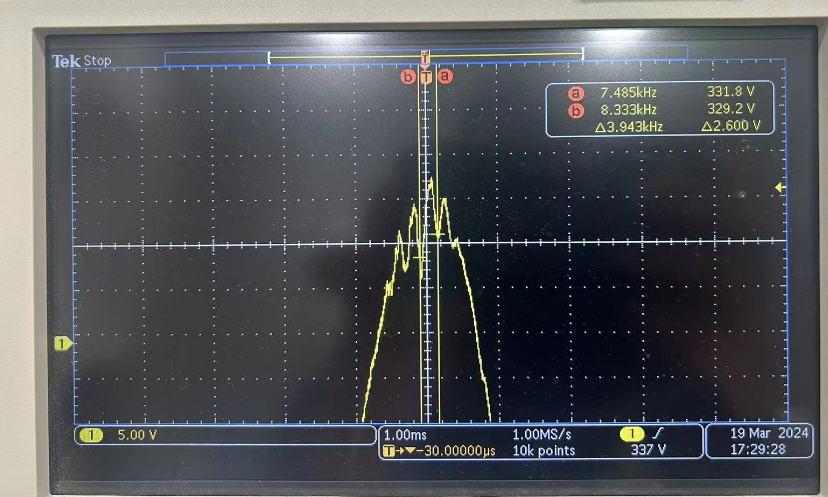 Tek Stop
T
b T a
a 7.485kHz 331.8 V
b 8.333kHz 329.2 V
Δ3.943kHz Δ2.600 V
1
1 5.00 V
1.00ms 1.00MS/s 1 337 V
T→▼-30.00000µs 10k points
19 Mar 2024
17:29:28